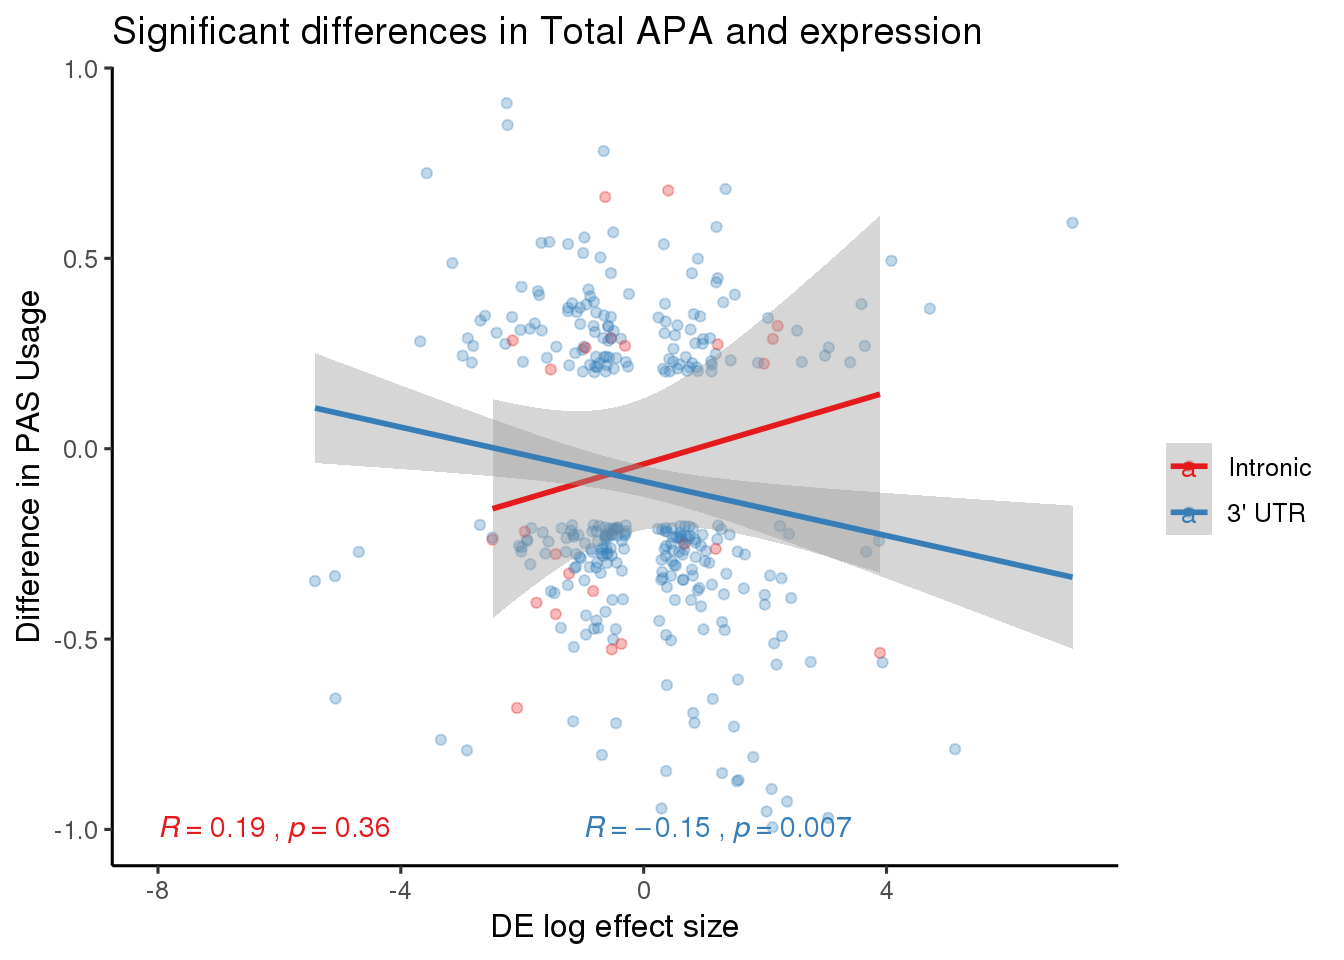 Significant differences in Total APA and expression
Difference in PAS Usage
1.0
0.5
0.0
-0.5
-1.0
R = 0.19 , p = 0.36
R = −0.15 , p = 0.007
-8
-4
0
4
DE log effect size
a Intronic
a 3' UTR